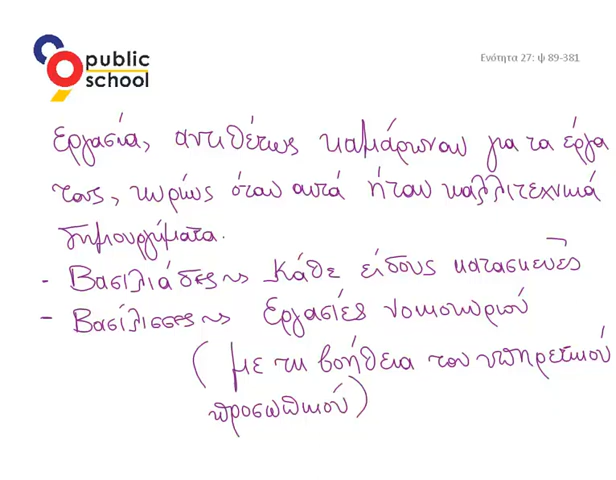 public
school
Ενότητα 27: ψ 89-381
εργασία, αντιθέτως καμάρωναν για τα έργα
τους, κυρίως όταν αυτά ήταν καλλιτεχνικά
δημιουργήματα.
- Βασιλιάδες ~> Κάθε είδους κατασκευές
- Βασίλισσες ~> Εργασίες νοικοκυριού
(με τη βοήθεια του υπηρετικού
προσωπικού)